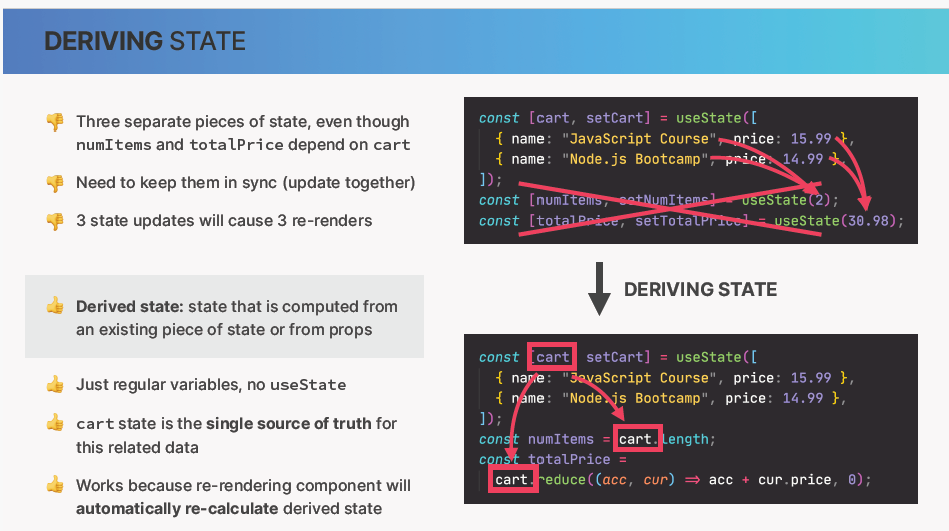 DERIVING STATE
Three separate pieces of state, even though
numItems and totalPrice depend on cart
Need to keep them in sync (update together)
3 state updates will cause 3 re-renders
Derived state: state that is computed from
an existing piece of state or from props
Just regular variables, no useState
cart state is the single source of truth for
this related data
Works because re-rendering component will
automatically re-calculate derived state
const [cart, setCart] = useState([
{ name: "JavaScript Course", price: 15.99 },
{ name: "Node.js Bootcamp", price: 14.99 },
]);
const [numItems, setNumItems] = useState(2);
const [totalPrice, setTotalPrice] = useState(30.98);
DERIVING STATE
const [cart, setCart] = useState([
{ name: "JavaScript Course", price: 15.99 },
{ name: "Node.js Bootcamp", price: 14.99 },
]);
const numItems = cart.length;
const totalPrice =
cart.reduce((acc, cur) => acc + cur.price, 0);